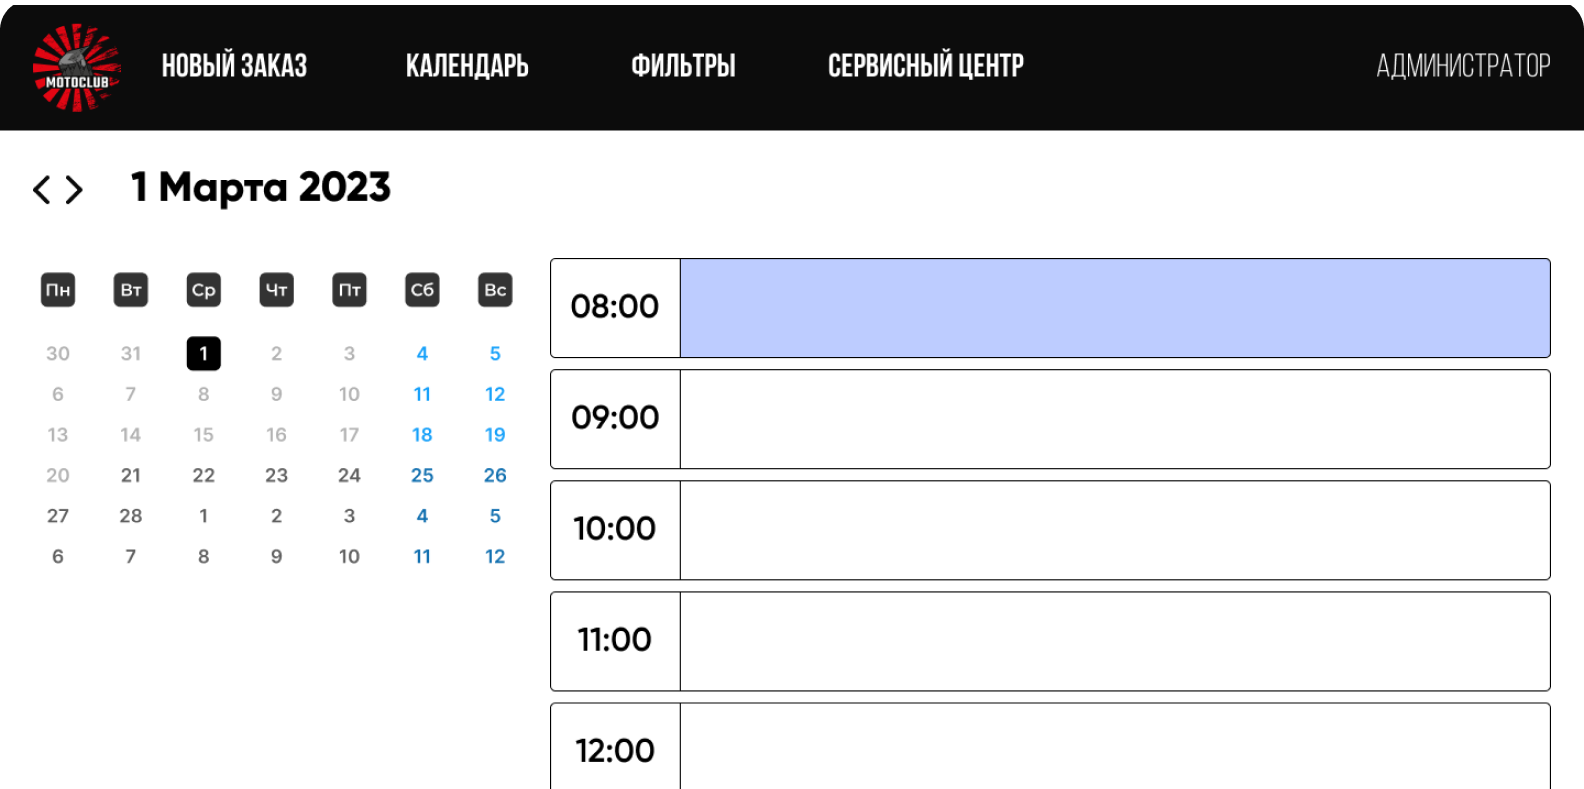 MOTOCLUB
НОВЫЙ ЗАКАЗ КАЛЕНДАРЬ ФИЛЬТРЫ СЕРВИСНЫЙ ЦЕНТР АДМИНИСТРАТОР
1 Марта 2023
Пн Вт Ср Чт Пт Сб Вс
30 31 1 2 3 4 5
6 7 8 9 10 11 12
13 14 15 16 17 18 19
20 21 22 23 24 25 26
27 28 1 2 3 4 5
6 7 8 9 10 11 12
08:00
09:00
10:00
11:00
12:00